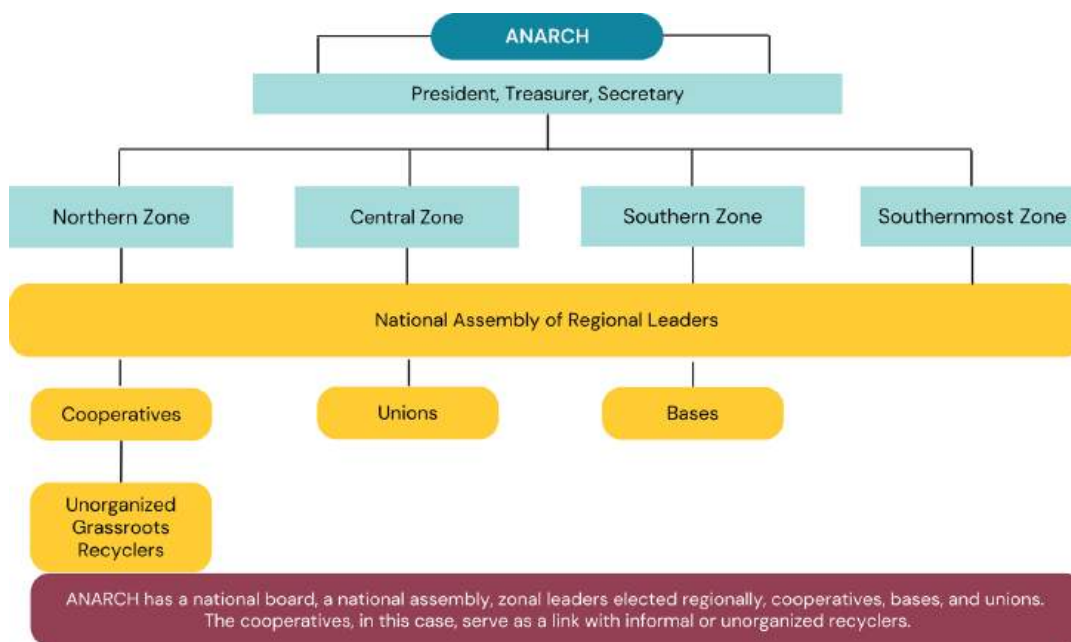 ANARCH
President, Treasurer, Secretary
Northern Zone
Central Zone
Southern Zone
Southernmost Zone
National Assembly of Regional Leaders
Cooperatives
Unions
Bases
Unorganized
Grassroots
Recyclers
ANARCH has a national board, a national assembly, zonal leaders elected regionally, cooperatives, bases, and unions.
The cooperatives, in this case, serve as a link with informal or unorganized recyclers.